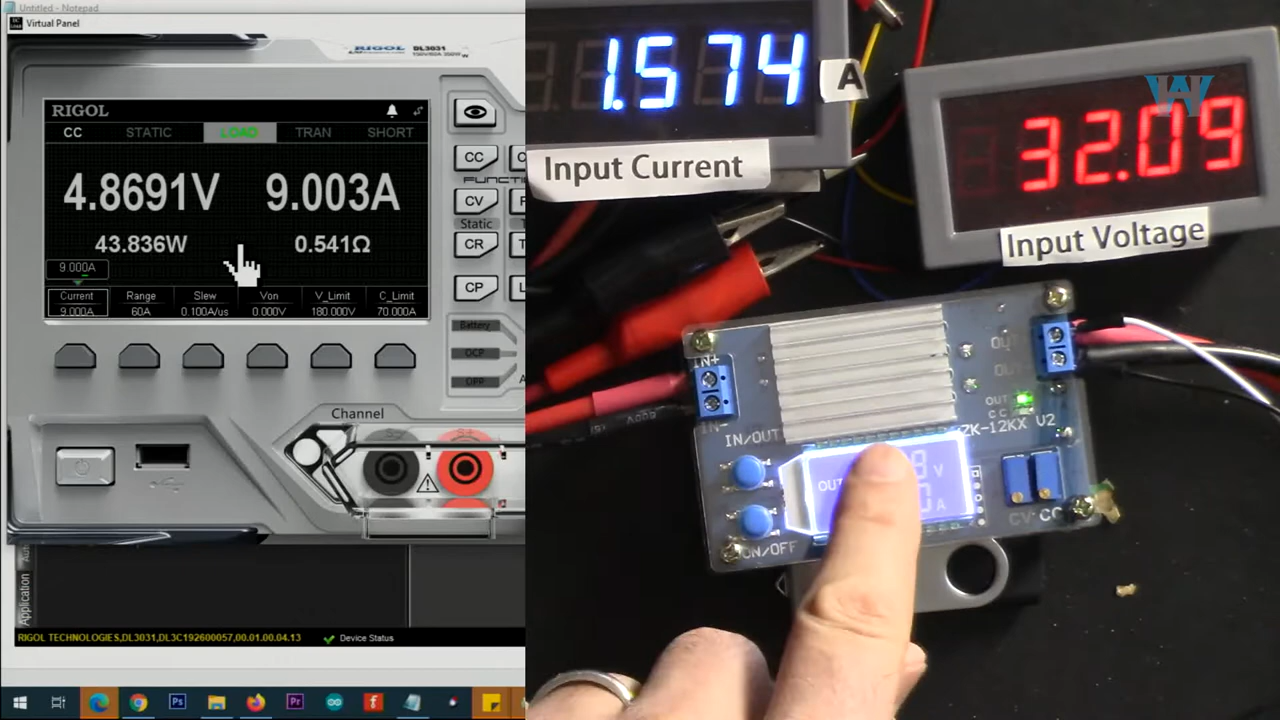 Untitled - Notepad
Virtual Panel
RIGOL DL3031
RIGOL
CC STATIC LOAD TRAN SHORT
4.8691V 9.003A
43.836W 0.541Ω
9.000A
Current Range Slew Von V_Limit C_Limit
9.000A 60A 0.100A/us 0.000V 180.000V 70.000A
CC
CV
Static
CR
CP
Battery
OCP
OPP
Channel
Application
RIGOL TECHNOLOGIES,DL3031,DL3C192600057,00.01.00.04.13 Device Status
1.574 A
Input Current
32.09
Input Voltage
IN+
IN-
IN/OUT
ON/OFF
OUT
CC
ZK-12KX V2
OUT
V
A
CV CC